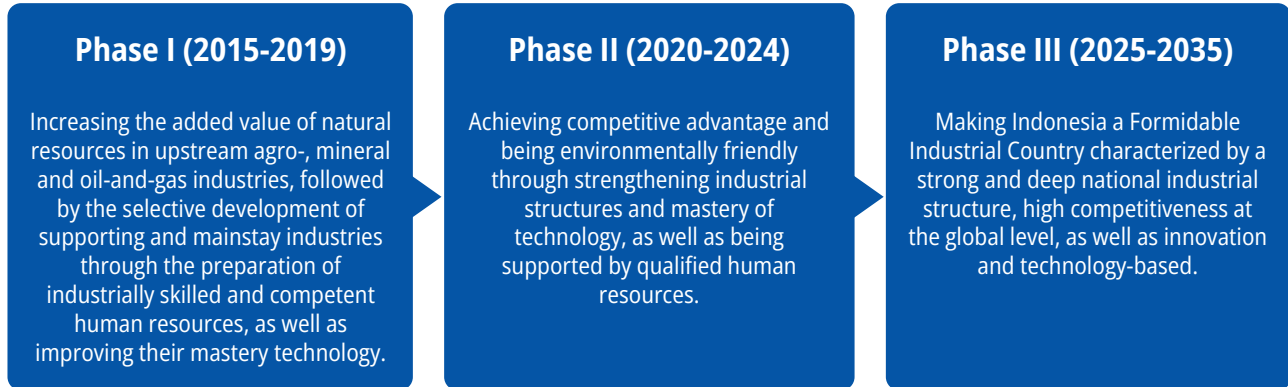 Phase I (2015-2019)
Increasing the added value of natural
resources in upstream agro-, mineral
and oil-and-gas industries, followed
by the selective development of
supporting and mainstay industries
through the preparation of
industrially skilled and competent
human resources, as well as
improving their mastery technology.
Phase II (2020-2024)
Achieving competitive advantage and
being environmentally friendly
through strengthening industrial
structures and mastery of
technology, as well as being
supported by qualified human
resources.
Phase III (2025-2035)
Making Indonesia a Formidable
Industrial Country characterized by a
strong and deep national industrial
structure, high competitiveness at
the global level, as well as innovation
and technology-based.